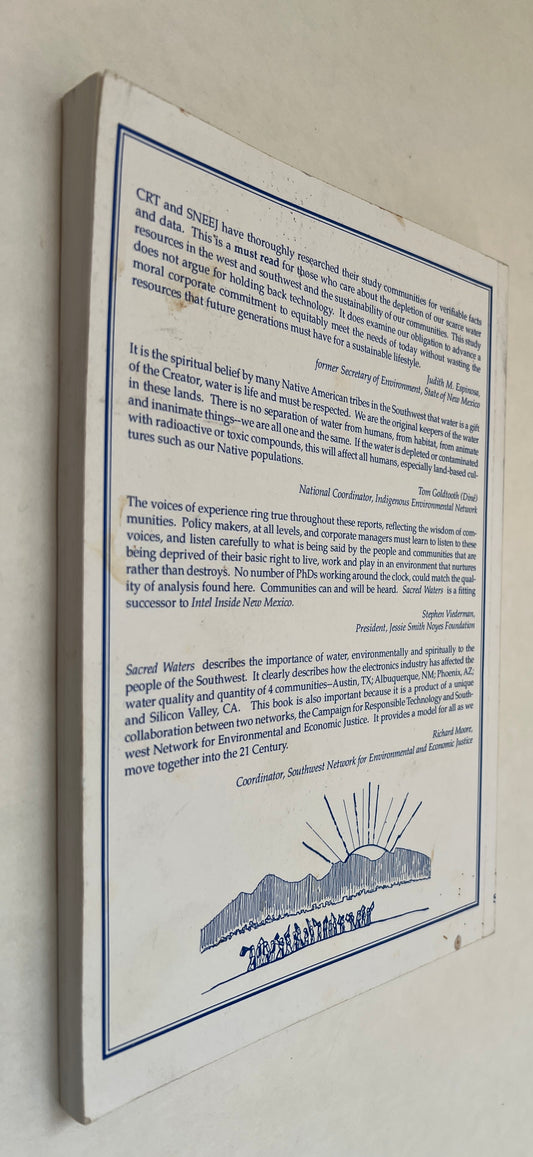 CRT and SNEEJ have thoroughly researched their study communities for verifiable facts
and data. This is a must read for those who care about the depletion of our scarce water
resources in the west and southwest and the sustainability of our communities. This study
does not argue for holding back technology. It does examine our obligation to advance a
moral corporate commitment to equitably meet the needs of today without wasting the
resources that future generations must have for a sustainable lifestyle.
Judith M. Espinosa,
former Secretary of Environment, State of New Mexico
It is the spiritual belief by many Native American tribes in the Southwest that water is a gift
of the Creator, water is life and must be respected. We are the original keepers of the water
in these lands. There is no separation of water from humans, from habitat, from animate
and inanimate things--we are all one and the same. If the water is depleted or contaminated
with radioactive or toxic compounds, this will affect all humans, especially land-based cul-
tures such as our Native populations.
Tom Goldtooth (Diné)
National Coordinator, Indigenous Environmental Network
The voices of experience ring true throughout these reports, reflecting the wisdom of com-
munities. Policy makers, at all levels, and corporate managers must learn to listen to these
voices, and listen carefully to what is being said by the people and communities that are
being deprived of their basic right to live, work and play in an environment that nurtures
rather than destroys. No number of PhDs working around the clock, could match the qual-
ity of analysis found here. Communities can and will be heard. Sacred Waters is a fitting
successor to Intel Inside New Mexico.
Stephen Viederman,
President, Jessie Smith Noyes Foundation
Sacred Waters describes the importance of water, environmentally and spiritually to the
people of the Southwest. It clearly describes how the electronics industry has affected the
water quality and quantity of 4 communities–Austin, TX; Albuquerque, NM; Phoenix, AZ;
and Silicon Valley, CA. This book is also important because it is a product of a unique
collaboration between two networks, the Campaign for Responsible Technology and South-
west Network for Environmental and Economic Justice. It provides a model for all as we
move together into the 21 Century.
Richard Moore,
Coordinator, Southwest Network for Environmental and Economic Justice